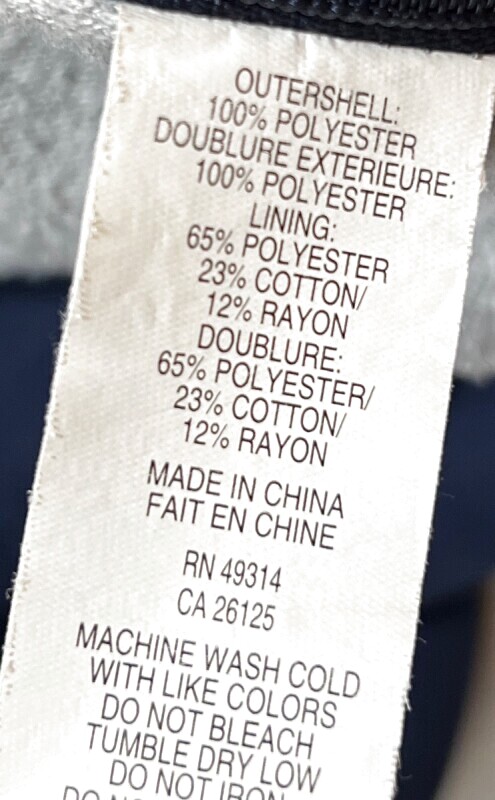 OUTERSHELL:
100% POLYESTER
DOUBLURE EXTERIEURE:
100% POLYESTER
LINING:
65% POLYESTER
23% COTTON/
12% RAYON
DOUBLURE:
65% POLYESTER/
23% COTTON/
12% RAYON
MADE IN CHINA
FAIT EN CHINE
RN 49314
CA 26125
MACHINE WASH COLD
WITH LIKE COLORS
DO NOT BLEACH
TUMBLE DRY LOW
DO NOT IRON
DO